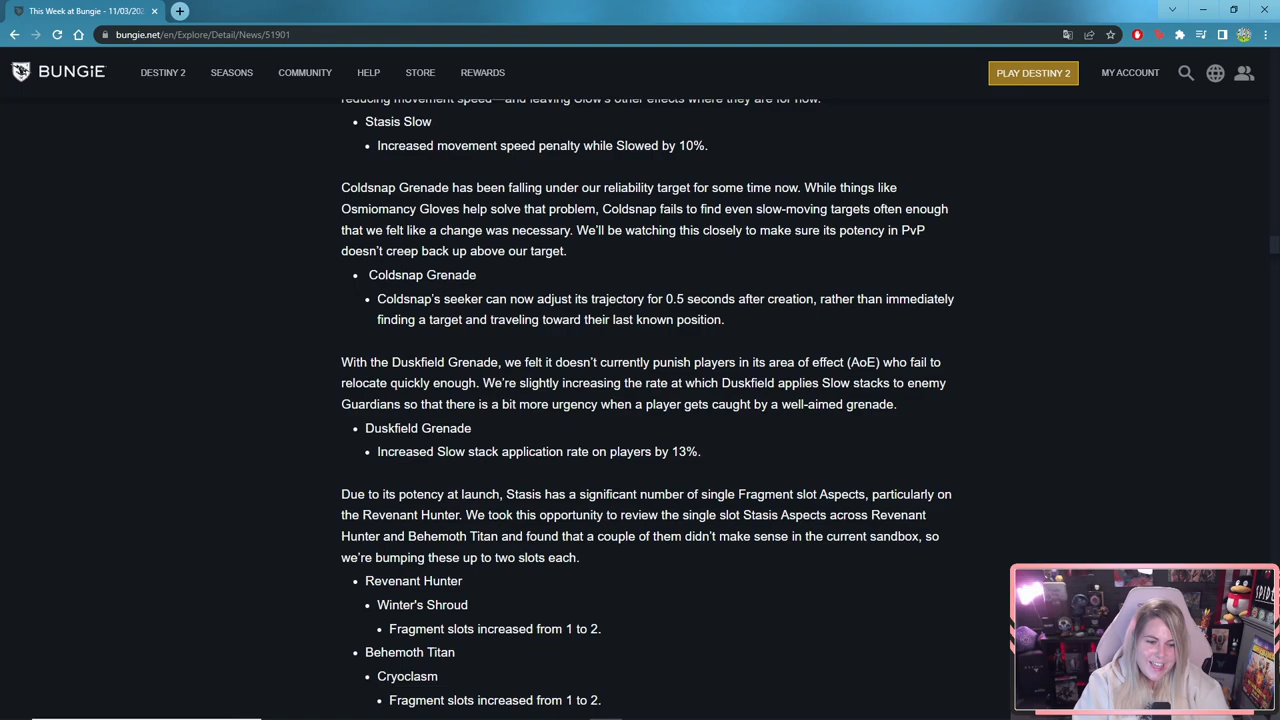 This Week at Bungie - 11/03/202
bungie.net/en/Explore/Detail/News/51901
BUNGiE
DESTINY 2
SEASONS
COMMUNITY
HELP
STORE
REWARDS
PLAY DESTINY 2
MY ACCOUNT
reducing movement speed—and leaving Slow's other effects where they are for now.
• Stasis Slow
• Increased movement speed penalty while Slowed by 10%.
Coldsnap Grenade has been falling under our reliability target for some time now. While things like
Osmiomancy Gloves help solve that problem, Coldsnap fails to find even slow-moving targets often enough
that we felt like a change was necessary. We'll be watching this closely to make sure its potency in PvP
doesn't creep back up above our target.
• Coldsnap Grenade
• Coldsnap's seeker can now adjust its trajectory for 0.5 seconds after creation, rather than immediately
finding a target and traveling toward their last known position.
With the Duskfield Grenade, we felt it doesn't currently punish players in its area of effect (AoE) who fail to
relocate quickly enough. We're slightly increasing the rate at which Duskfield applies Slow stacks to enemy
Guardians so that there is a bit more urgency when a player gets caught by a well-aimed grenade.
• Duskfield Grenade
• Increased Slow stack application rate on players by 13%.
Due to its potency at launch, Stasis has a significant number of single Fragment slot Aspects, particularly on
the Revenant Hunter. We took this opportunity to review the single slot Stasis Aspects across Revenant
Hunter and Behemoth Titan and found that a couple of them didn't make sense in the current sandbox, so
we're bumping these up to two slots each.
• Revenant Hunter
• Winter's Shroud
• Fragment slots increased from 1 to 2.
• Behemoth Titan
• Cryoclasm
• Fragment slots increased from 1 to 2.
SPIDE